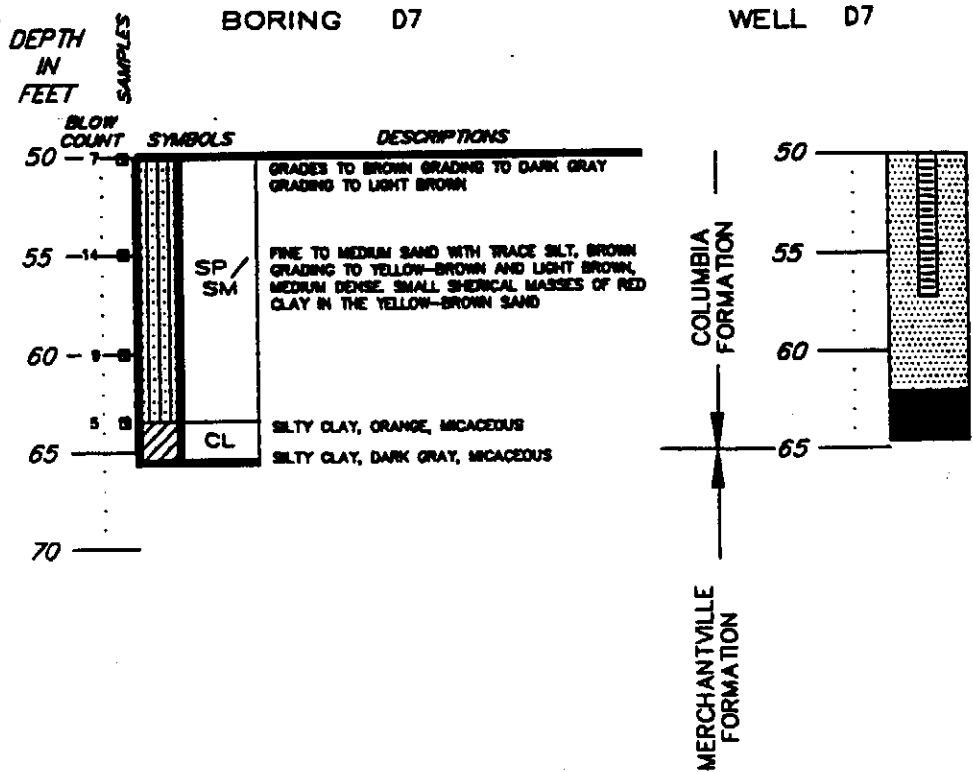 BORING D7
WELL D7
DEPTH
IN
FEET
SAMPLES
BLOW
COUNT
SYMBOLS
DESCRIPTIONS
50
7
GRADES TO BROWN GRADING TO DARK GRAY
GRADING TO LIGHT BROWN
55
14
SP/
SM
FINE TO MEDIUM SAND WITH TRACE SILT, BROWN
GRADING TO YELLOW-BROWN AND LIGHT BROWN,
MEDIUM DENSE. SMALL SHERICAL MASSES OF RED
CLAY IN THE YELLOW-BROWN SAND
60
9
5
SILTY CLAY, ORANGE, MICACEOUS
CL
65
SILTY CLAY, DARK GRAY, MICACEOUS
70
COLUMBIA
FORMATION
MERCHANTVILLE
FORMATION
50
55
60
65